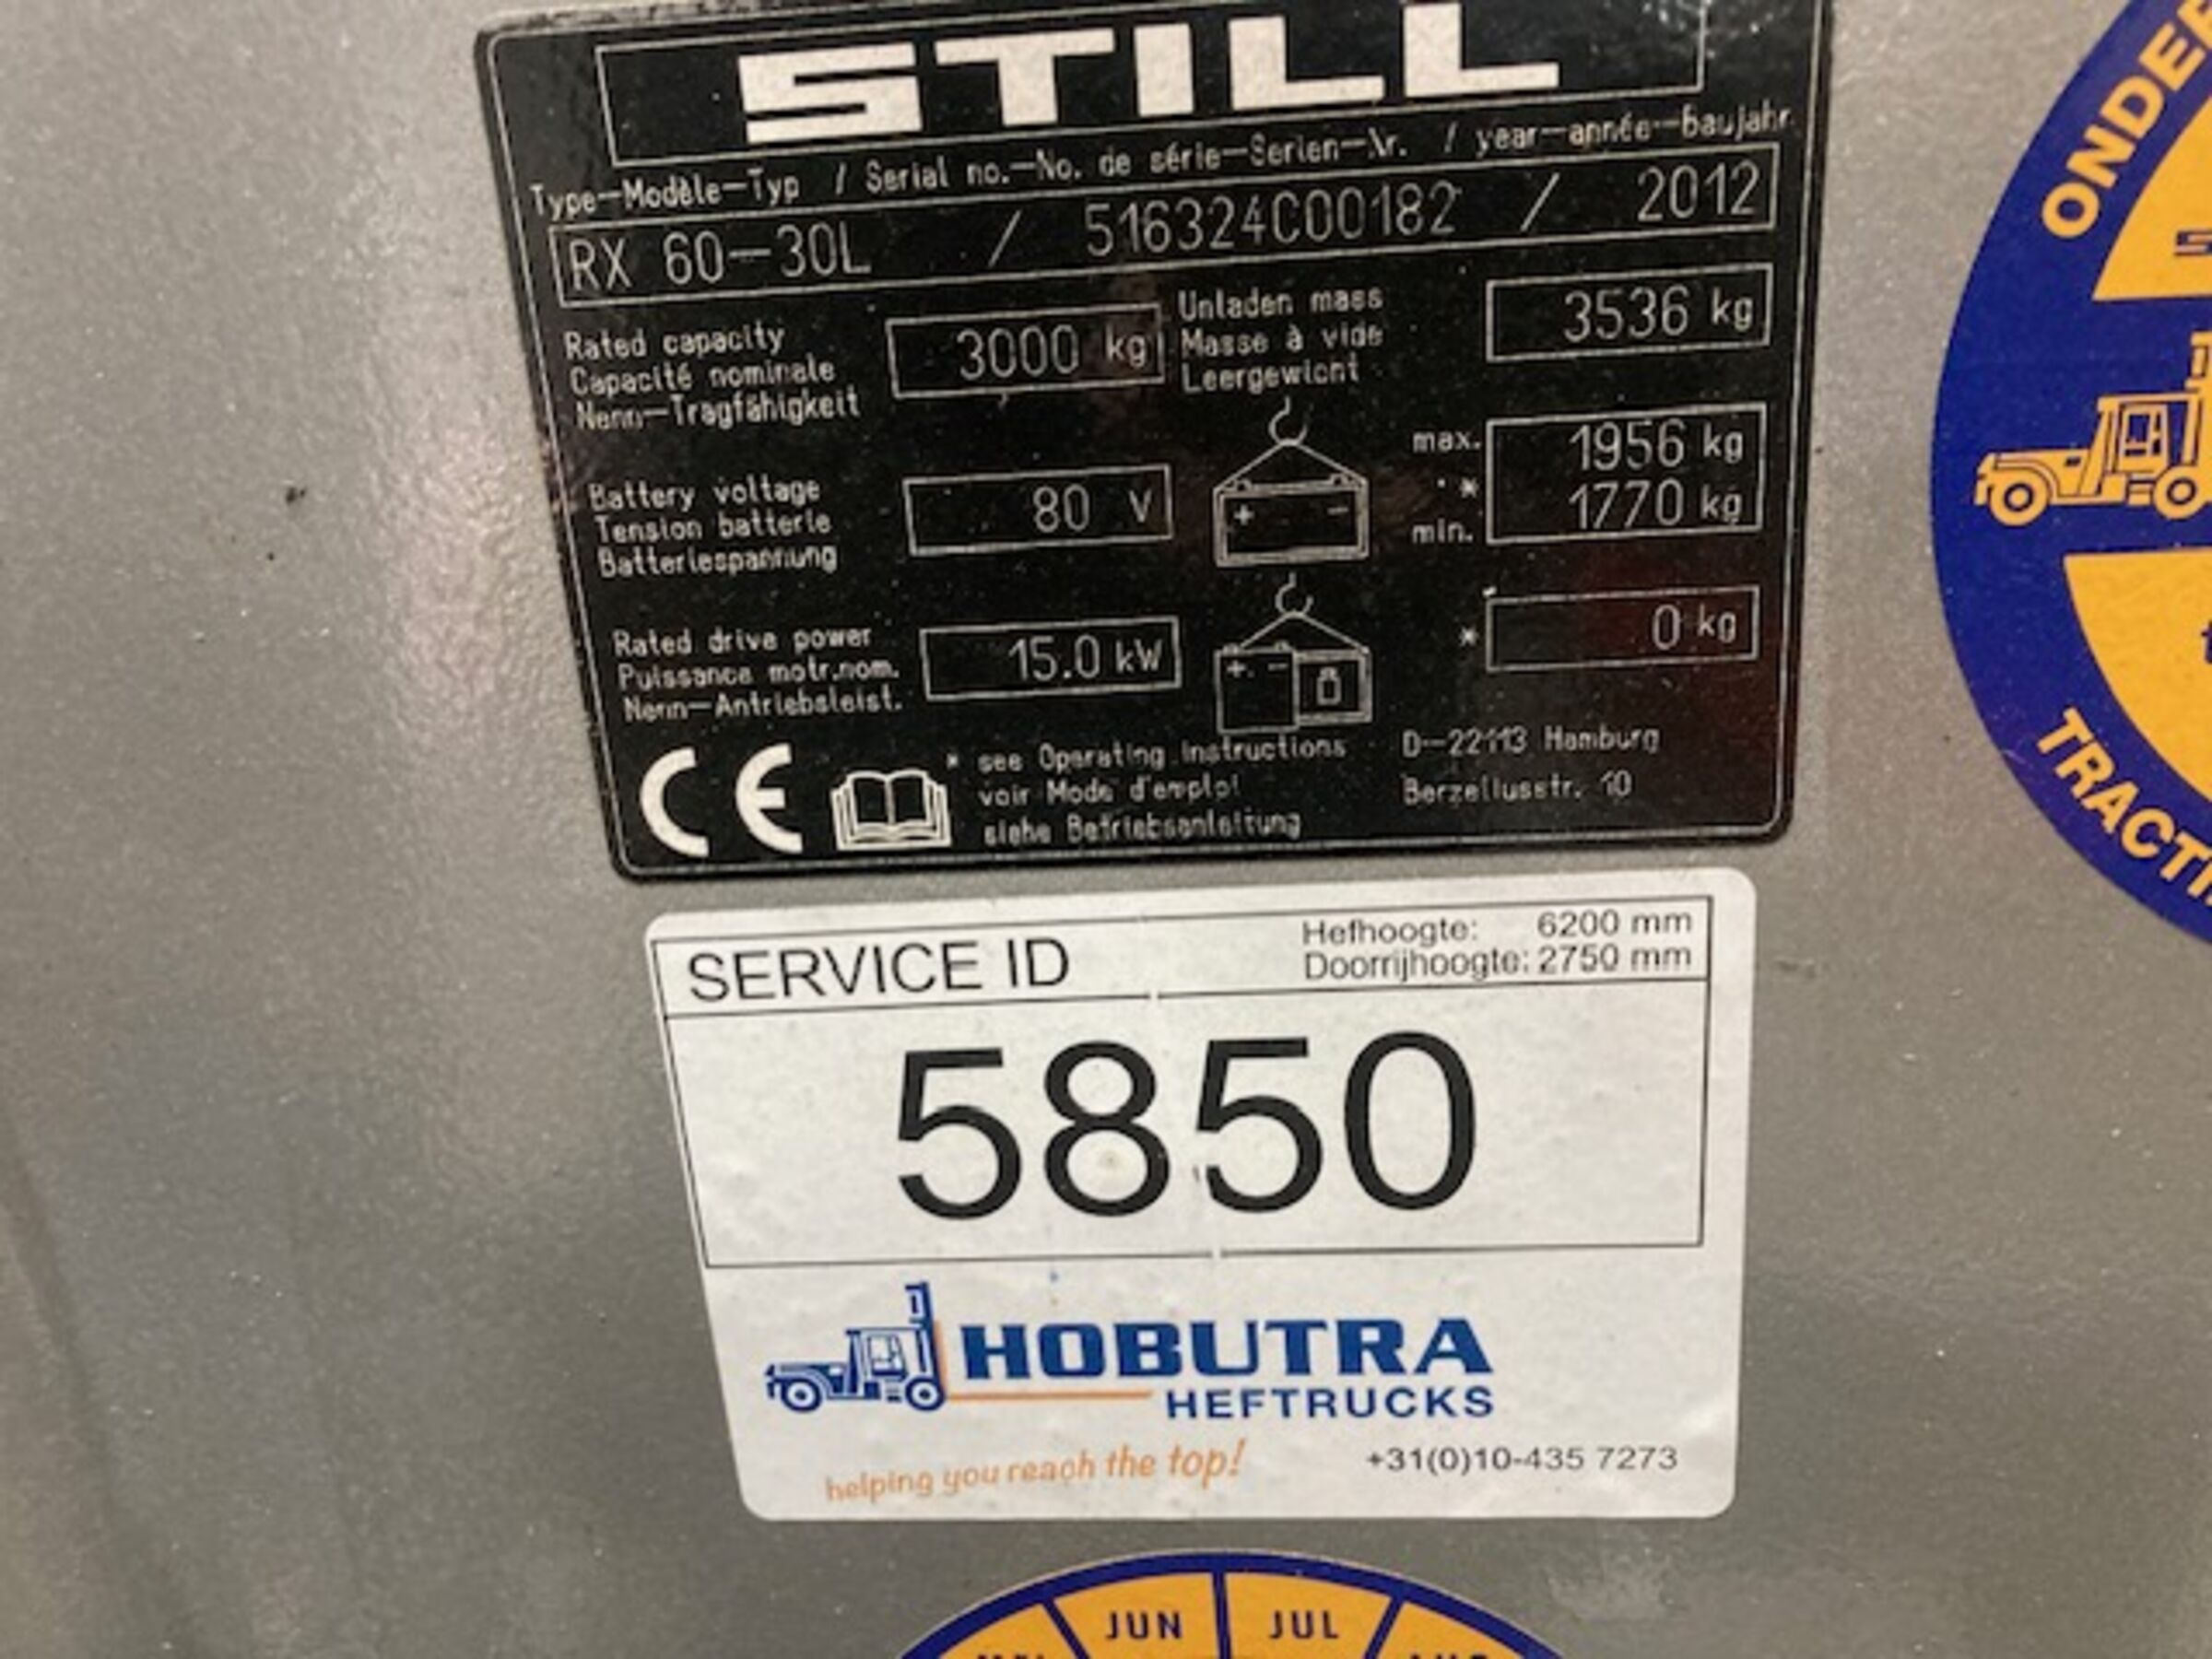 STILL
Type-Modèle-Typ / Serial no.-No. de série-Serien-Nr. / year-année-Baujahr
RX 60-30L / 516324C00182 / 2012
Rated capacity
Capacité nominale
Nenn-Tragfähigkeit
3000 kg
Unladen mass
Masse à vide
Leergewicht
3536 kg
Battery voltage
Tension batterie
Batteriespannung
80 V
+ -
max. 1956 kg
*
min. 1770 kg
Rated drive power
Puissance motr.nom.
Nenn-Antriebsleist.
15.0 kW
+ -
* 0 kg
CE
* see Operating instructions
voir Mode d'emploi
siehe Betriebsanleitung
D-22113 Hamburg
Berzeliusstr. 10
SERVICE ID
Hefhoogte: 6200 mm
Doorrijhoogte: 2750 mm
5850
HOBUTRA
HEFTRUCKS
helping you reach the top!
+31(0)10-435 7273
JUN JUL